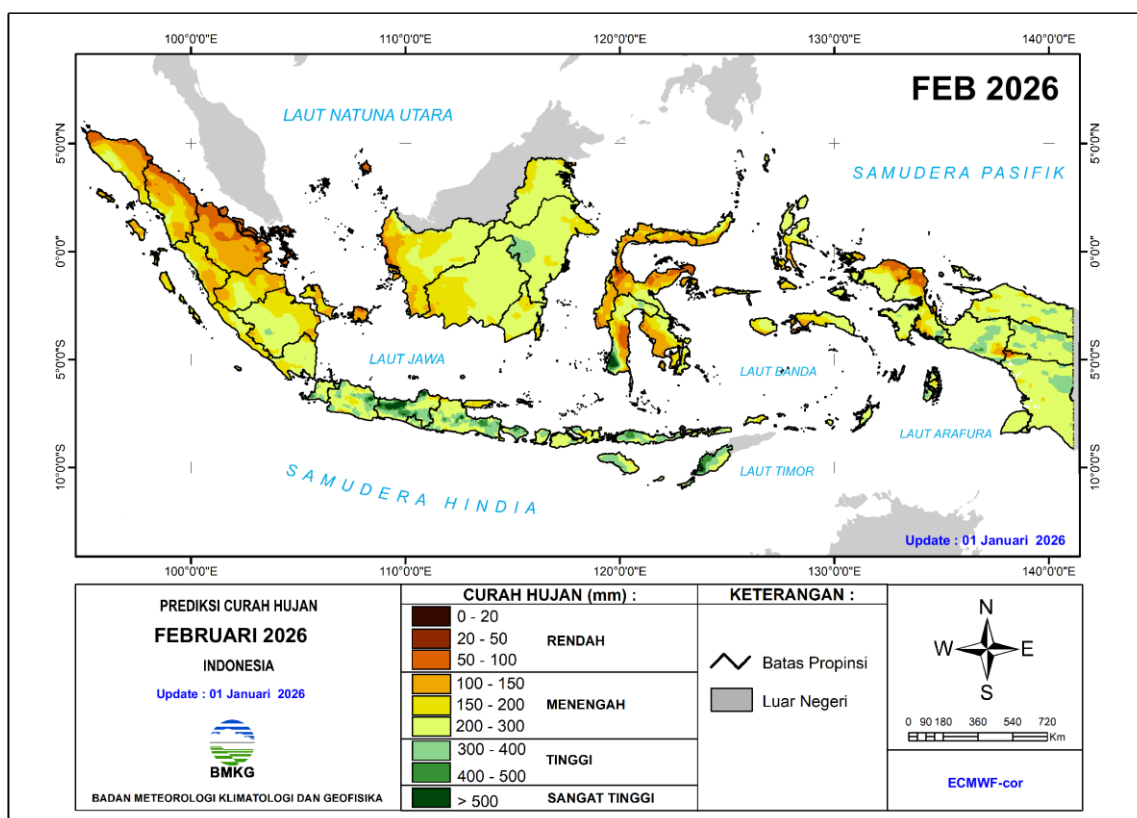 100°0'0"E 110°0'0"E 120°0'0"E 130°0'0"E 140°0'0"E
FEB 2026
LAUT NATUNA UTARA
5°0'0"N 5°0'0"N
SAMUDERA PASIFIK
0°0'0" 0°0'0"
LAUT JAWA
LAUT BANDA
5°0'0"S 5°0'0"S
LAUT ARAFURA
LAUT TIMOR
10°0'0"S 10°0'0"S
SAMUDERA HINDIA
Update : 01 Januari 2026
100°0'0"E 110°0'0"E 120°0'0"E 130°0'0"E 140°0'0"E
PREDIKSI CURAH HUJAN
FEBRUARI 2026
INDONESIA
Update : 01 Januari 2026
BMKG
BADAN METEOROLOGI KLIMATOLOGI DAN GEOFISIKA
CURAH HUJAN (mm) :
0 - 20
20 - 50 RENDAH
50 - 100
100 - 150
150 - 200 MENENGAH
200 - 300
300 - 400 TINGGI
400 - 500
> 500 SANGAT TINGGI
KETERANGAN :
Batas Propinsi
Luar Negeri
N
W E
S
0 90 180 360 540 720
Km
ECMWF-cor